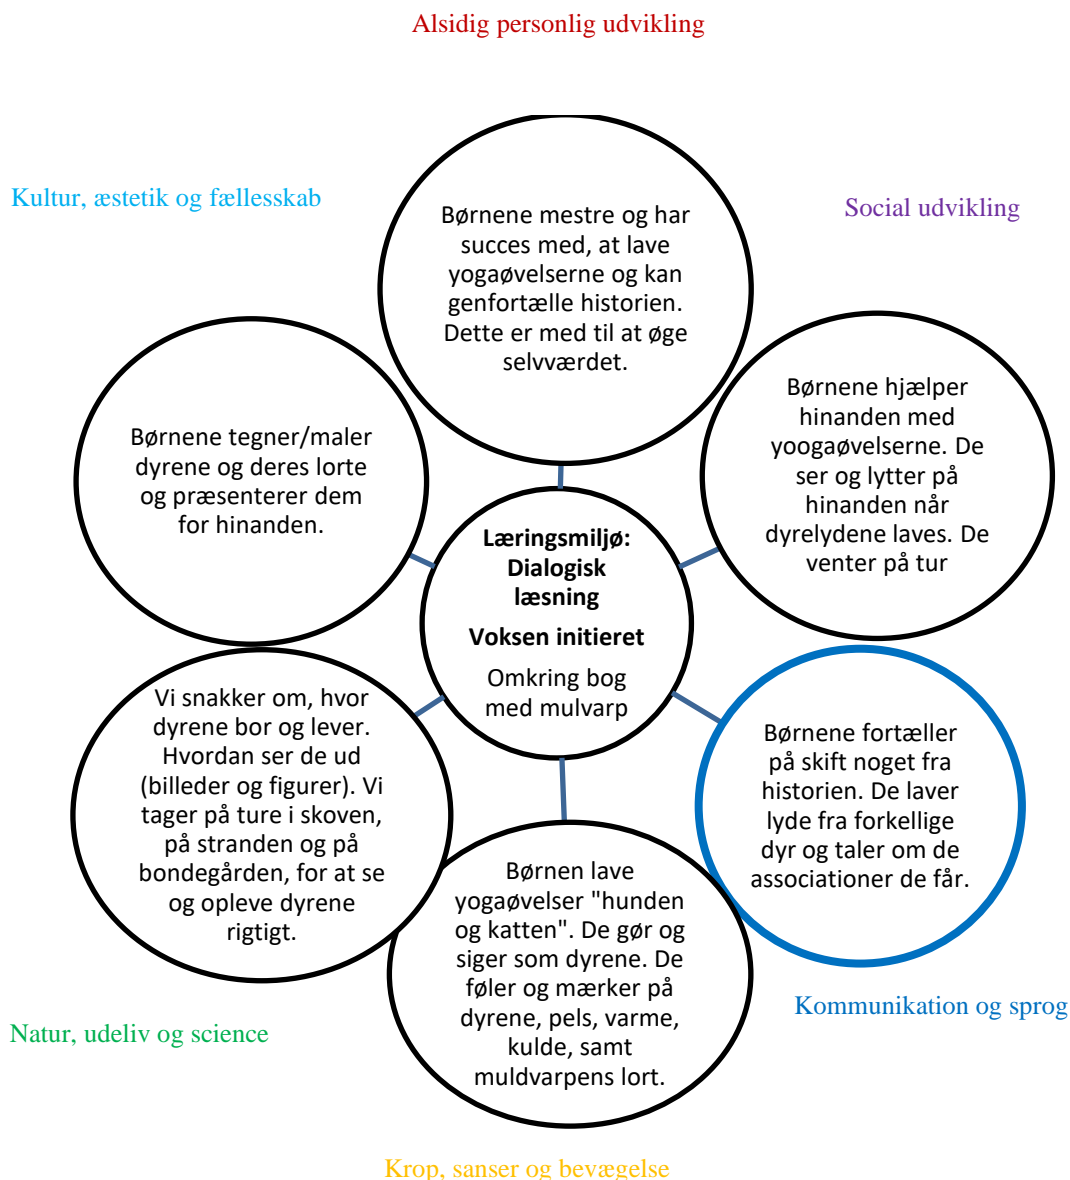 Alsidig personlig udvikling
Kultur, æstetik og fællesskab
Social udvikling
Børnene mestre og har
succes med, at lave
yogaøvelserne og kan
genfortælle historien.
Dette er med til at øge
selvværdet.
Børnene hjælper
hinanden med
yoogaøvelserne. De
ser og lytter på
hinanden når
dyrelydene laves. De
venter på tur
Børnene tegner/maler
dyrene og deres lorte
og præsenterer dem
for hinanden.
Læringsmiljø:
Dialogisk
læsning
Voksen initieret
Omkring bog
med mulvarp
Vi snakker om, hvor
dyrene bor og lever.
Hvordan ser de ud
(billeder og figurer). Vi
tager på ture i skoven,
på stranden og på
bondegården, for at se
og opleve dyrene
rigtigt.
Børnene fortæller
på skift noget fra
historien. De laver
lyde fra forkellige
dyr og taler om de
associationer de får.
Børnen lave
yogaøvelser "hunden
og katten". De gør og
siger som dyrene. De
føler og mærker på
dyrene, pels, varme,
kulde, samt
muldvarpens lort.
Kommunikation og sprog
Natur, udeliv og science
Krop, sanser og bevægelse